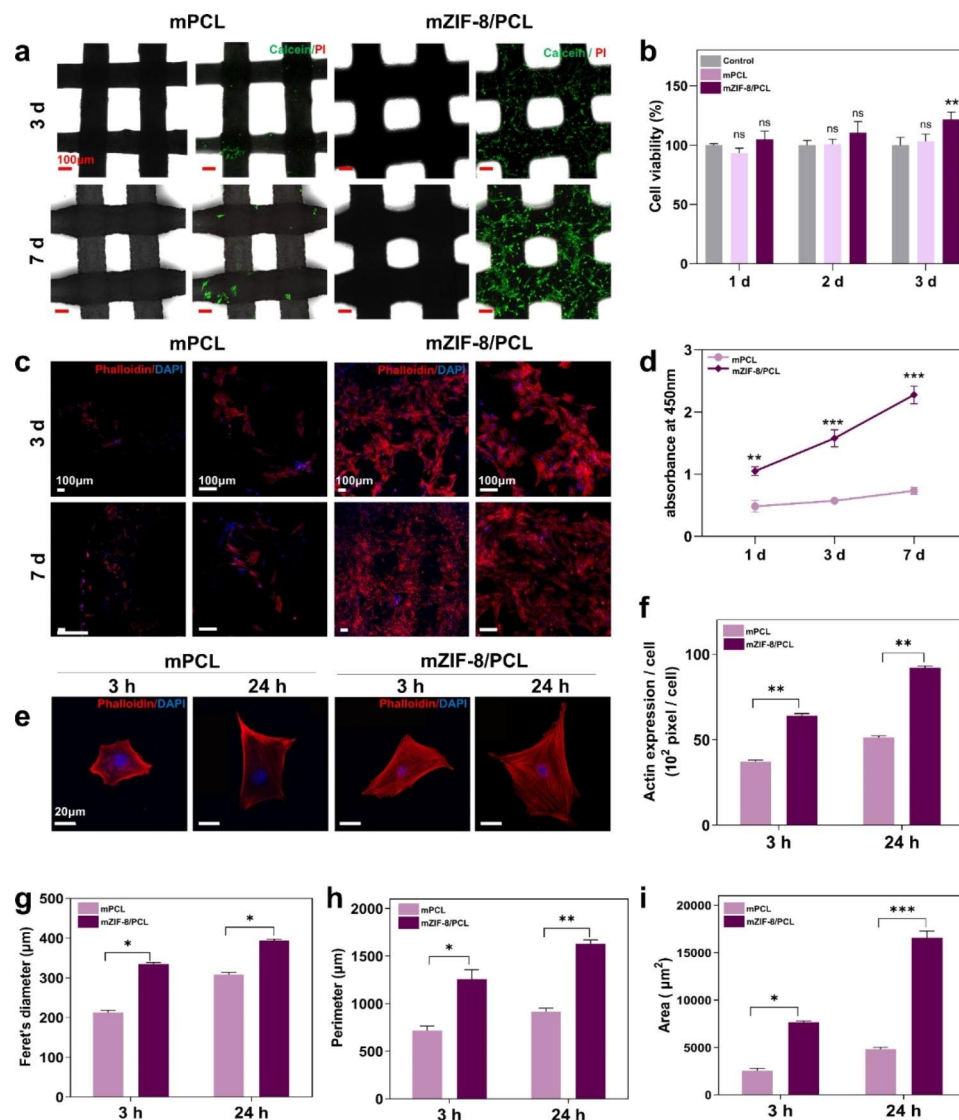 mPCL
mZIF-8/PCL
a
Calcein/PI
Calcein / PI
3 d
100µm
7 d
b
Control
mPCL
mZIF-8/PCL
Cell viability (%)
150
100
50
0
ns
ns
ns
ns
ns
**
1 d
2 d
3 d
c
mPCL
mZIF-8/PCL
Phalloidin/DAPI
Phalloidin/DAPI
3 d
100µm
100µm
100µm
100µm
7 d
d
mPCL
mZIF-8/PCL
absorbance at 450nm
3
2
1
0
**
***
***
1 d
3 d
7 d
e
mPCL
mZIF-8/PCL
3 h
24 h
3 h
24 h
Phalloidin/DAPI
Phalloidin/DAPI
20µm
f
mPCL
mZIF-8/PCL
Actin expression / cell
(10² pixel / cell)
100
50
0
**
**
3 h
24 h
g
mPCL
mZIF-8/PCL
Feret's diameter (µm)
500
400
300
200
100
0
*
*
3 h
24 h
h
mPCL
mZIF-8/PCL
Perimeter (µm)
2000
1500
1000
500
0
*
**
3 h
24 h
i
mPCL
mZIF-8/PCL
Area ( µm²)
20000
15000
10000
5000
0
*
***
3 h
24 h